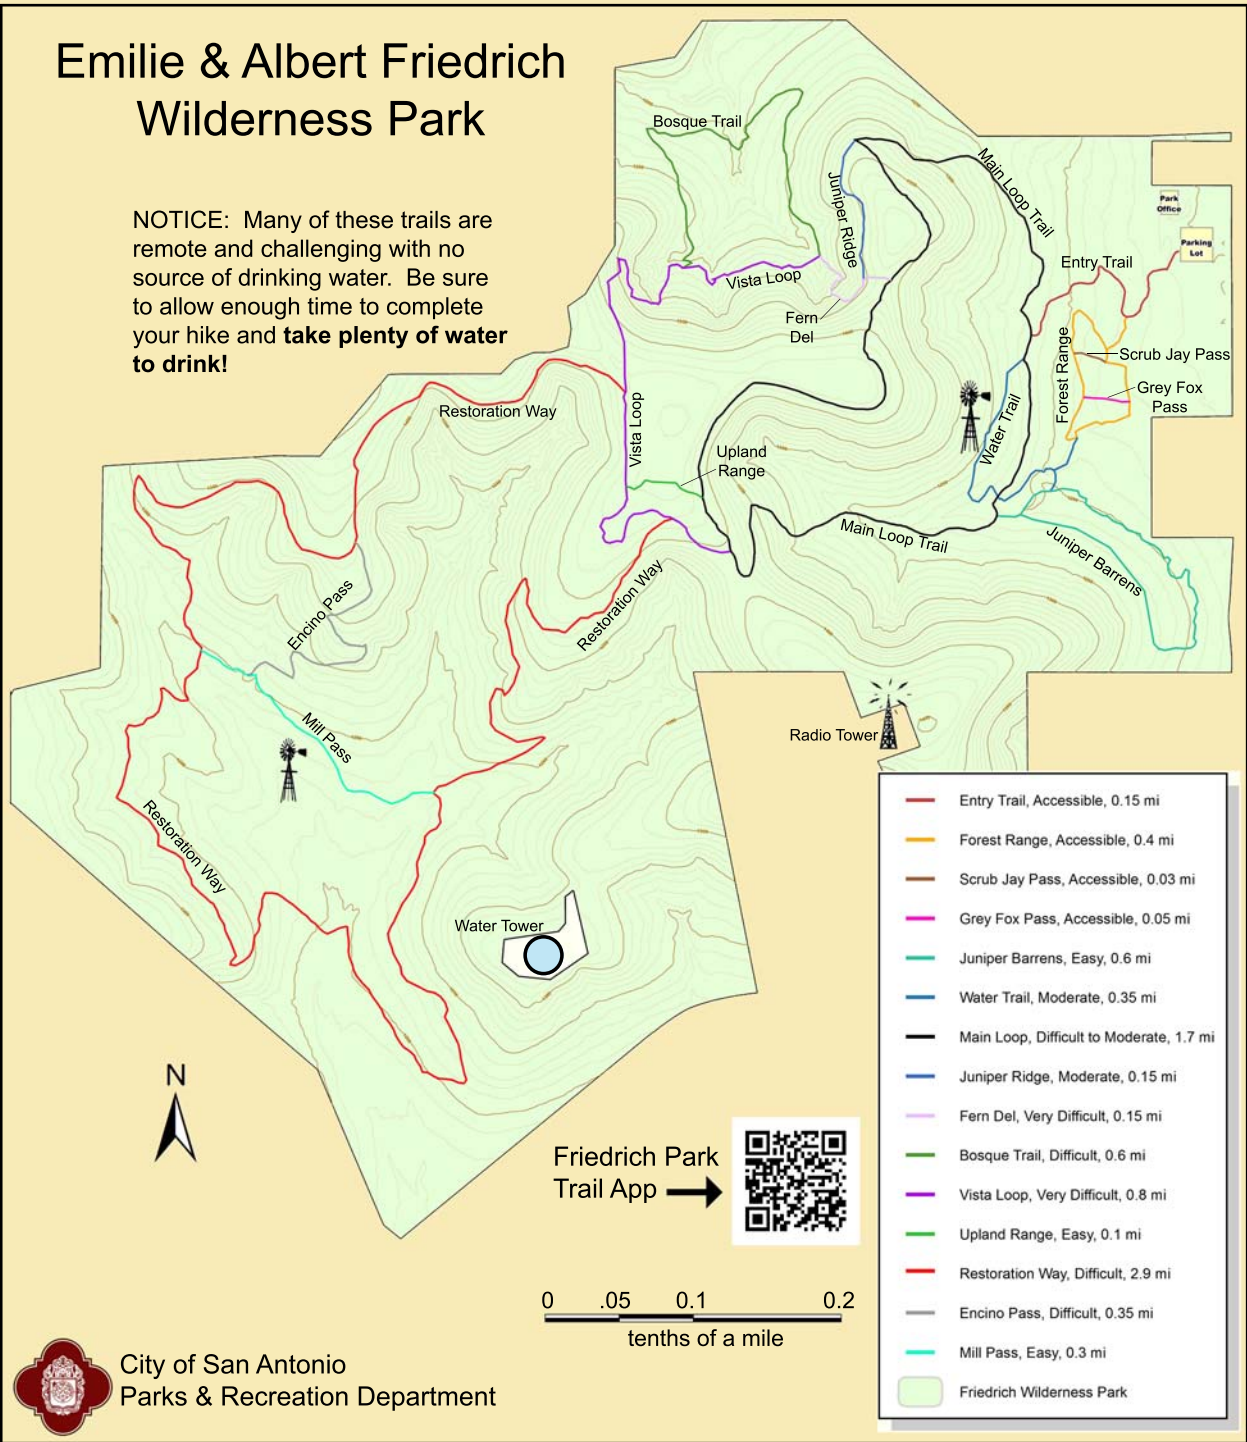 Emilie & Albert Friedrich
Wilderness Park
NOTICE:  Many of these trails are
remote and challenging with no
source of drinking water.  Be sure
to allow enough time to complete
your hike and take plenty of water
to drink!
Bosque Trail
Juniper Ridge
Main Loop Trail
Park
Office
Parking
Lot
Entry Trail
Vista Loop
Fern
Del
Forest Range
Scrub Jay Pass
Grey Fox
Pass
Restoration Way
Vista Loop
Water Trail
Upland
Range
Main Loop Trail
Juniper Barrens
Encino Pass
Restoration Way
Mill Pass
Radio Tower
Restoration Way
Water Tower
Entry Trail, Accessible, 0.15 mi
Forest Range, Accessible, 0.4 mi
Scrub Jay Pass, Accessible, 0.03 mi
Grey Fox Pass, Accessible, 0.05 mi
Juniper Barrens, Easy, 0.6 mi
Water Trail, Moderate, 0.35 mi
Main Loop, Difficult to Moderate, 1.7 mi
Juniper Ridge, Moderate, 0.15 mi
Fern Del, Very Difficult, 0.15 mi
Bosque Trail, Difficult, 0.6 mi
Vista Loop, Very Difficult, 0.8 mi
Upland Range, Easy, 0.1 mi
Restoration Way, Difficult, 2.9 mi
Encino Pass, Difficult, 0.35 mi
Mill Pass, Easy, 0.3 mi
Friedrich Wilderness Park
N
Friedrich Park
Trail App
0 .05 0.1 0.2
tenths of a mile
City of San Antonio
Parks & Recreation Department